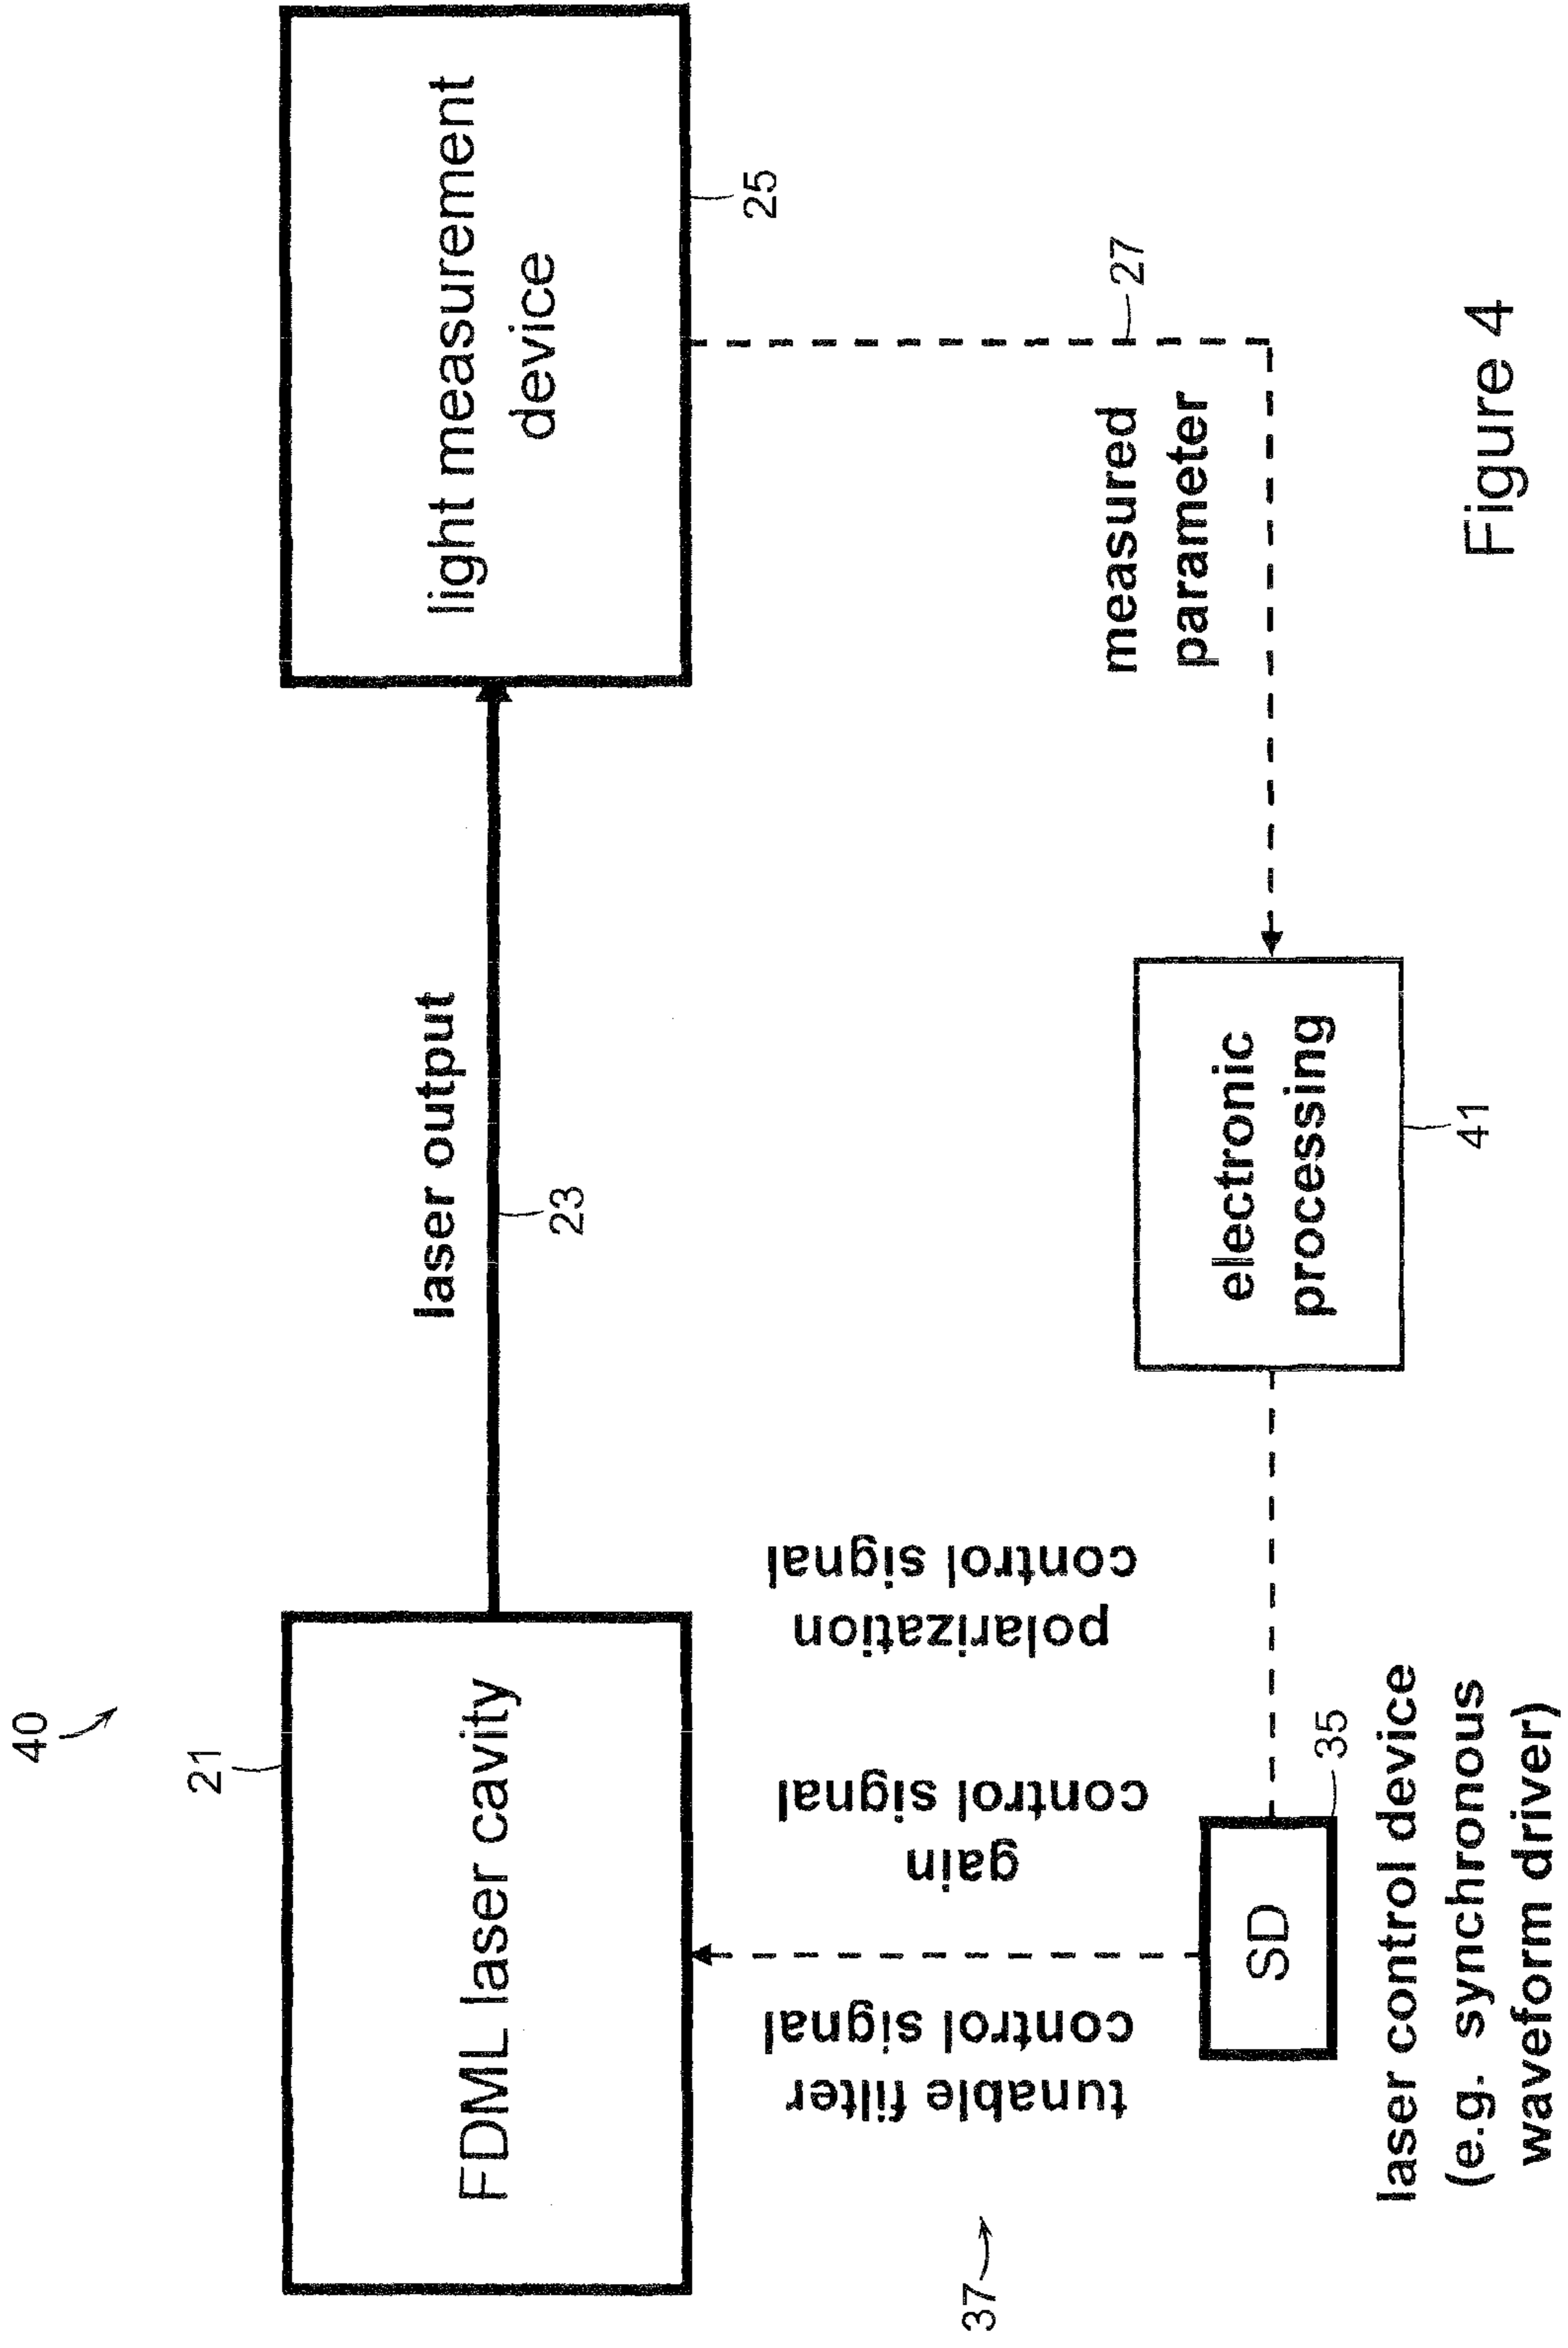 40
21
FDML laser cavity
laser output
23
light measurement
device
25
37
tunable filter
control signal
gain
control signal
polarization
control signal
27
measured
parameter
SD
35
electronic
processing
41
laser control device
(e.g. synchronous
waveform driver)
Figure 4